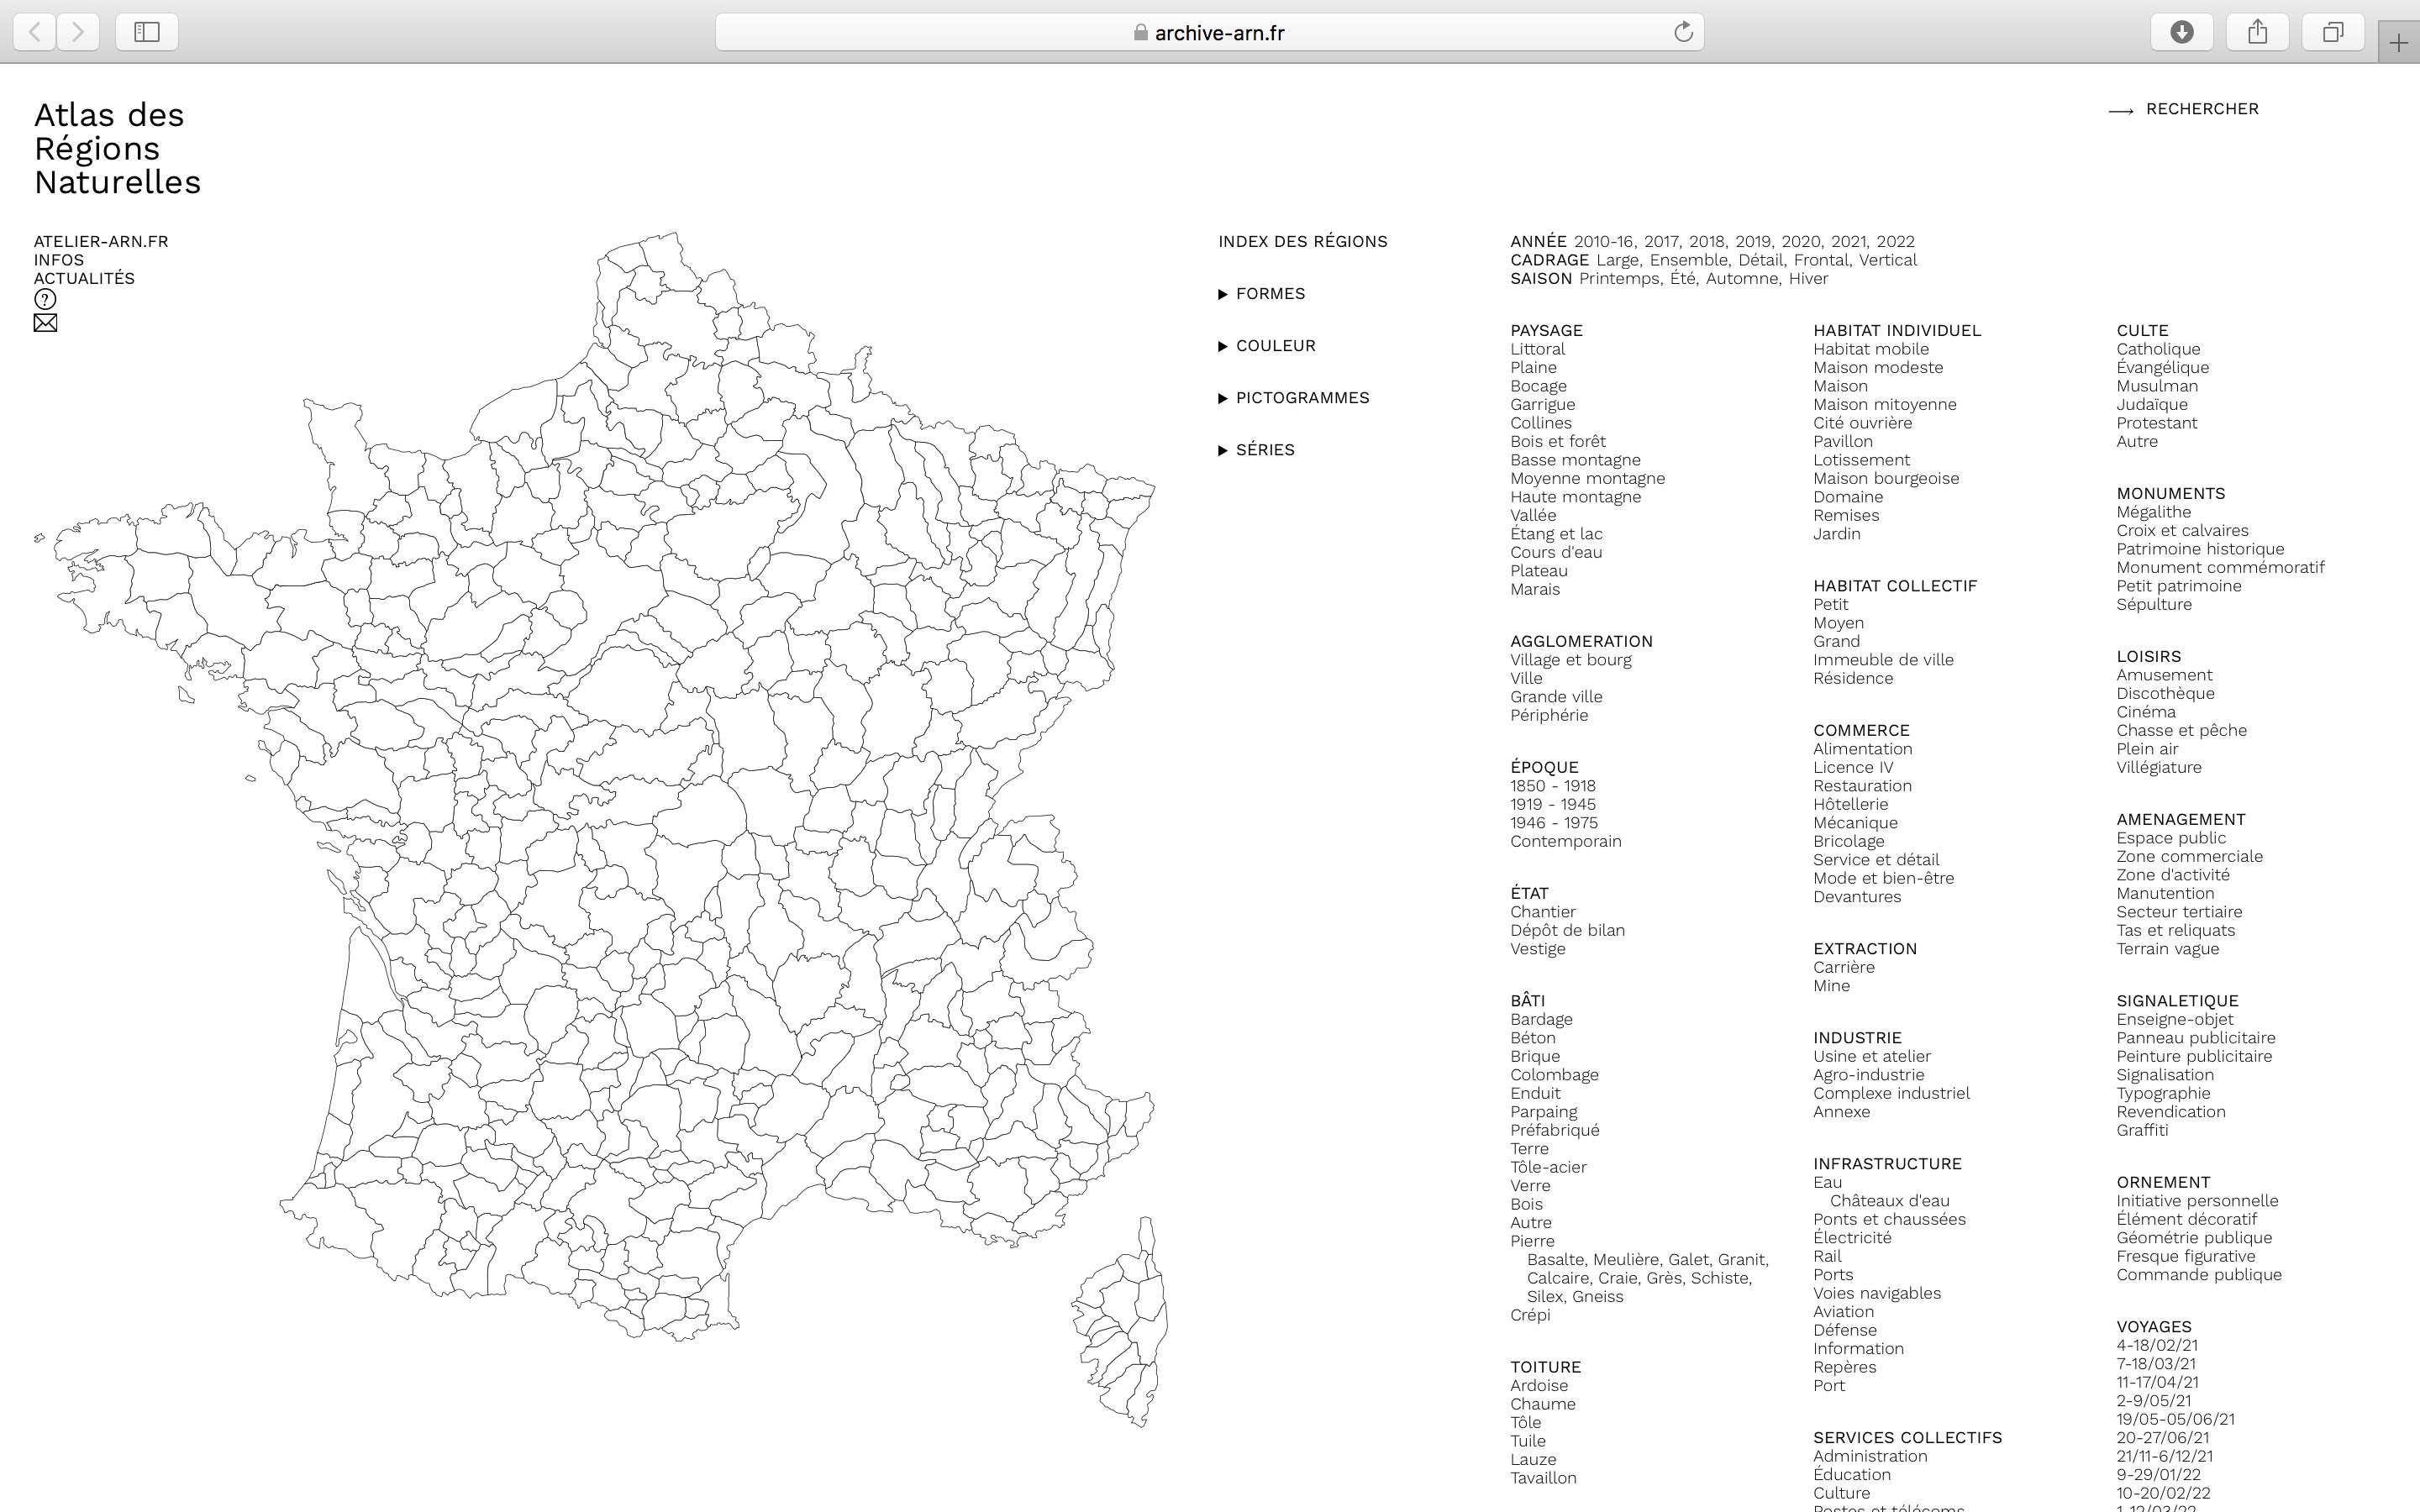 archive-arn.fr
Atlas des
Régions
Naturelles
→ RECHERCHER
ATELIER-ARN.FR
INFOS
ACTUALITÉS
?
INDEX DES RÉGIONS
▶ FORMES
▶ COULEUR
▶ PICTOGRAMMES
▶ SÉRIES
ANNÉE 2010-16, 2017, 2018, 2019, 2020, 2021, 2022
CADRAGE Large, Ensemble, Détail, Frontal, Vertical
SAISON Printemps, Été, Automne, Hiver
PAYSAGE
Littoral
Plaine
Bocage
Garrigue
Collines
Bois et forêt
Basse montagne
Moyenne montagne
Haute montagne
Vallée
Étang et lac
Cours d'eau
Plateau
Marais
AGGLOMERATION
Village et bourg
Ville
Grande ville
Périphérie
ÉPOQUE
1850 - 1918
1919 - 1945
1946 - 1975
Contemporain
ÉTAT
Chantier
Dépôt de bilan
Vestige
BÂTI
Bardage
Béton
Brique
Colombage
Enduit
Parpaing
Préfabriqué
Terre
Tôle-acier
Verre
Bois
Autre
Pierre
Basalte, Meulière, Galet, Granit,
Calcaire, Craie, Grès, Schiste,
Silex, Gneiss
Crépi
TOITURE
Ardoise
Chaume
Tôle
Tuile
Lauze
Tavaillon
HABITAT INDIVIDUEL
Habitat mobile
Maison modeste
Maison
Maison mitoyenne
Cité ouvrière
Pavillon
Lotissement
Maison bourgeoise
Domaine
Remises
Jardin
HABITAT COLLECTIF
Petit
Moyen
Grand
Immeuble de ville
Résidence
COMMERCE
Alimentation
Licence IV
Restauration
Hôtellerie
Mécanique
Bricolage
Service et détail
Mode et bien-être
Devantures
EXTRACTION
Carrière
Mine
INDUSTRIE
Usine et atelier
Agro-industrie
Complexe industriel
Annexe
INFRASTRUCTURE
Eau
Châteaux d'eau
Ponts et chaussées
Électricité
Rail
Ports
Voies navigables
Aviation
Défense
Information
Repères
Port
SERVICES COLLECTIFS
Administration
Éducation
Culture
Postes et télécoms
CULTE
Catholique
Évangélique
Musulman
Judaïque
Protestant
Autre
MONUMENTS
Mégalithe
Croix et calvaires
Patrimoine historique
Monument commémoratif
Petit patrimoine
Sépulture
LOISIRS
Amusement
Discothèque
Cinéma
Chasse et pêche
Plein air
Villégiature
AMENAGEMENT
Espace public
Zone commerciale
Zone d'activité
Manutention
Secteur tertiaire
Tas et reliquats
Terrain vague
SIGNALETIQUE
Enseigne-objet
Panneau publicitaire
Peinture publicitaire
Signalisation
Typographie
Revendication
Graffiti
ORNEMENT
Initiative personnelle
Élément décoratif
Géométrie publique
Fresque figurative
Commande publique
VOYAGES
4-18/02/21
7-18/03/21
11-17/04/21
2-9/05/21
19/05-05/06/21
20-27/06/21
21/11-6/12/21
9-29/01/22
10-20/02/22
1-12/03/22